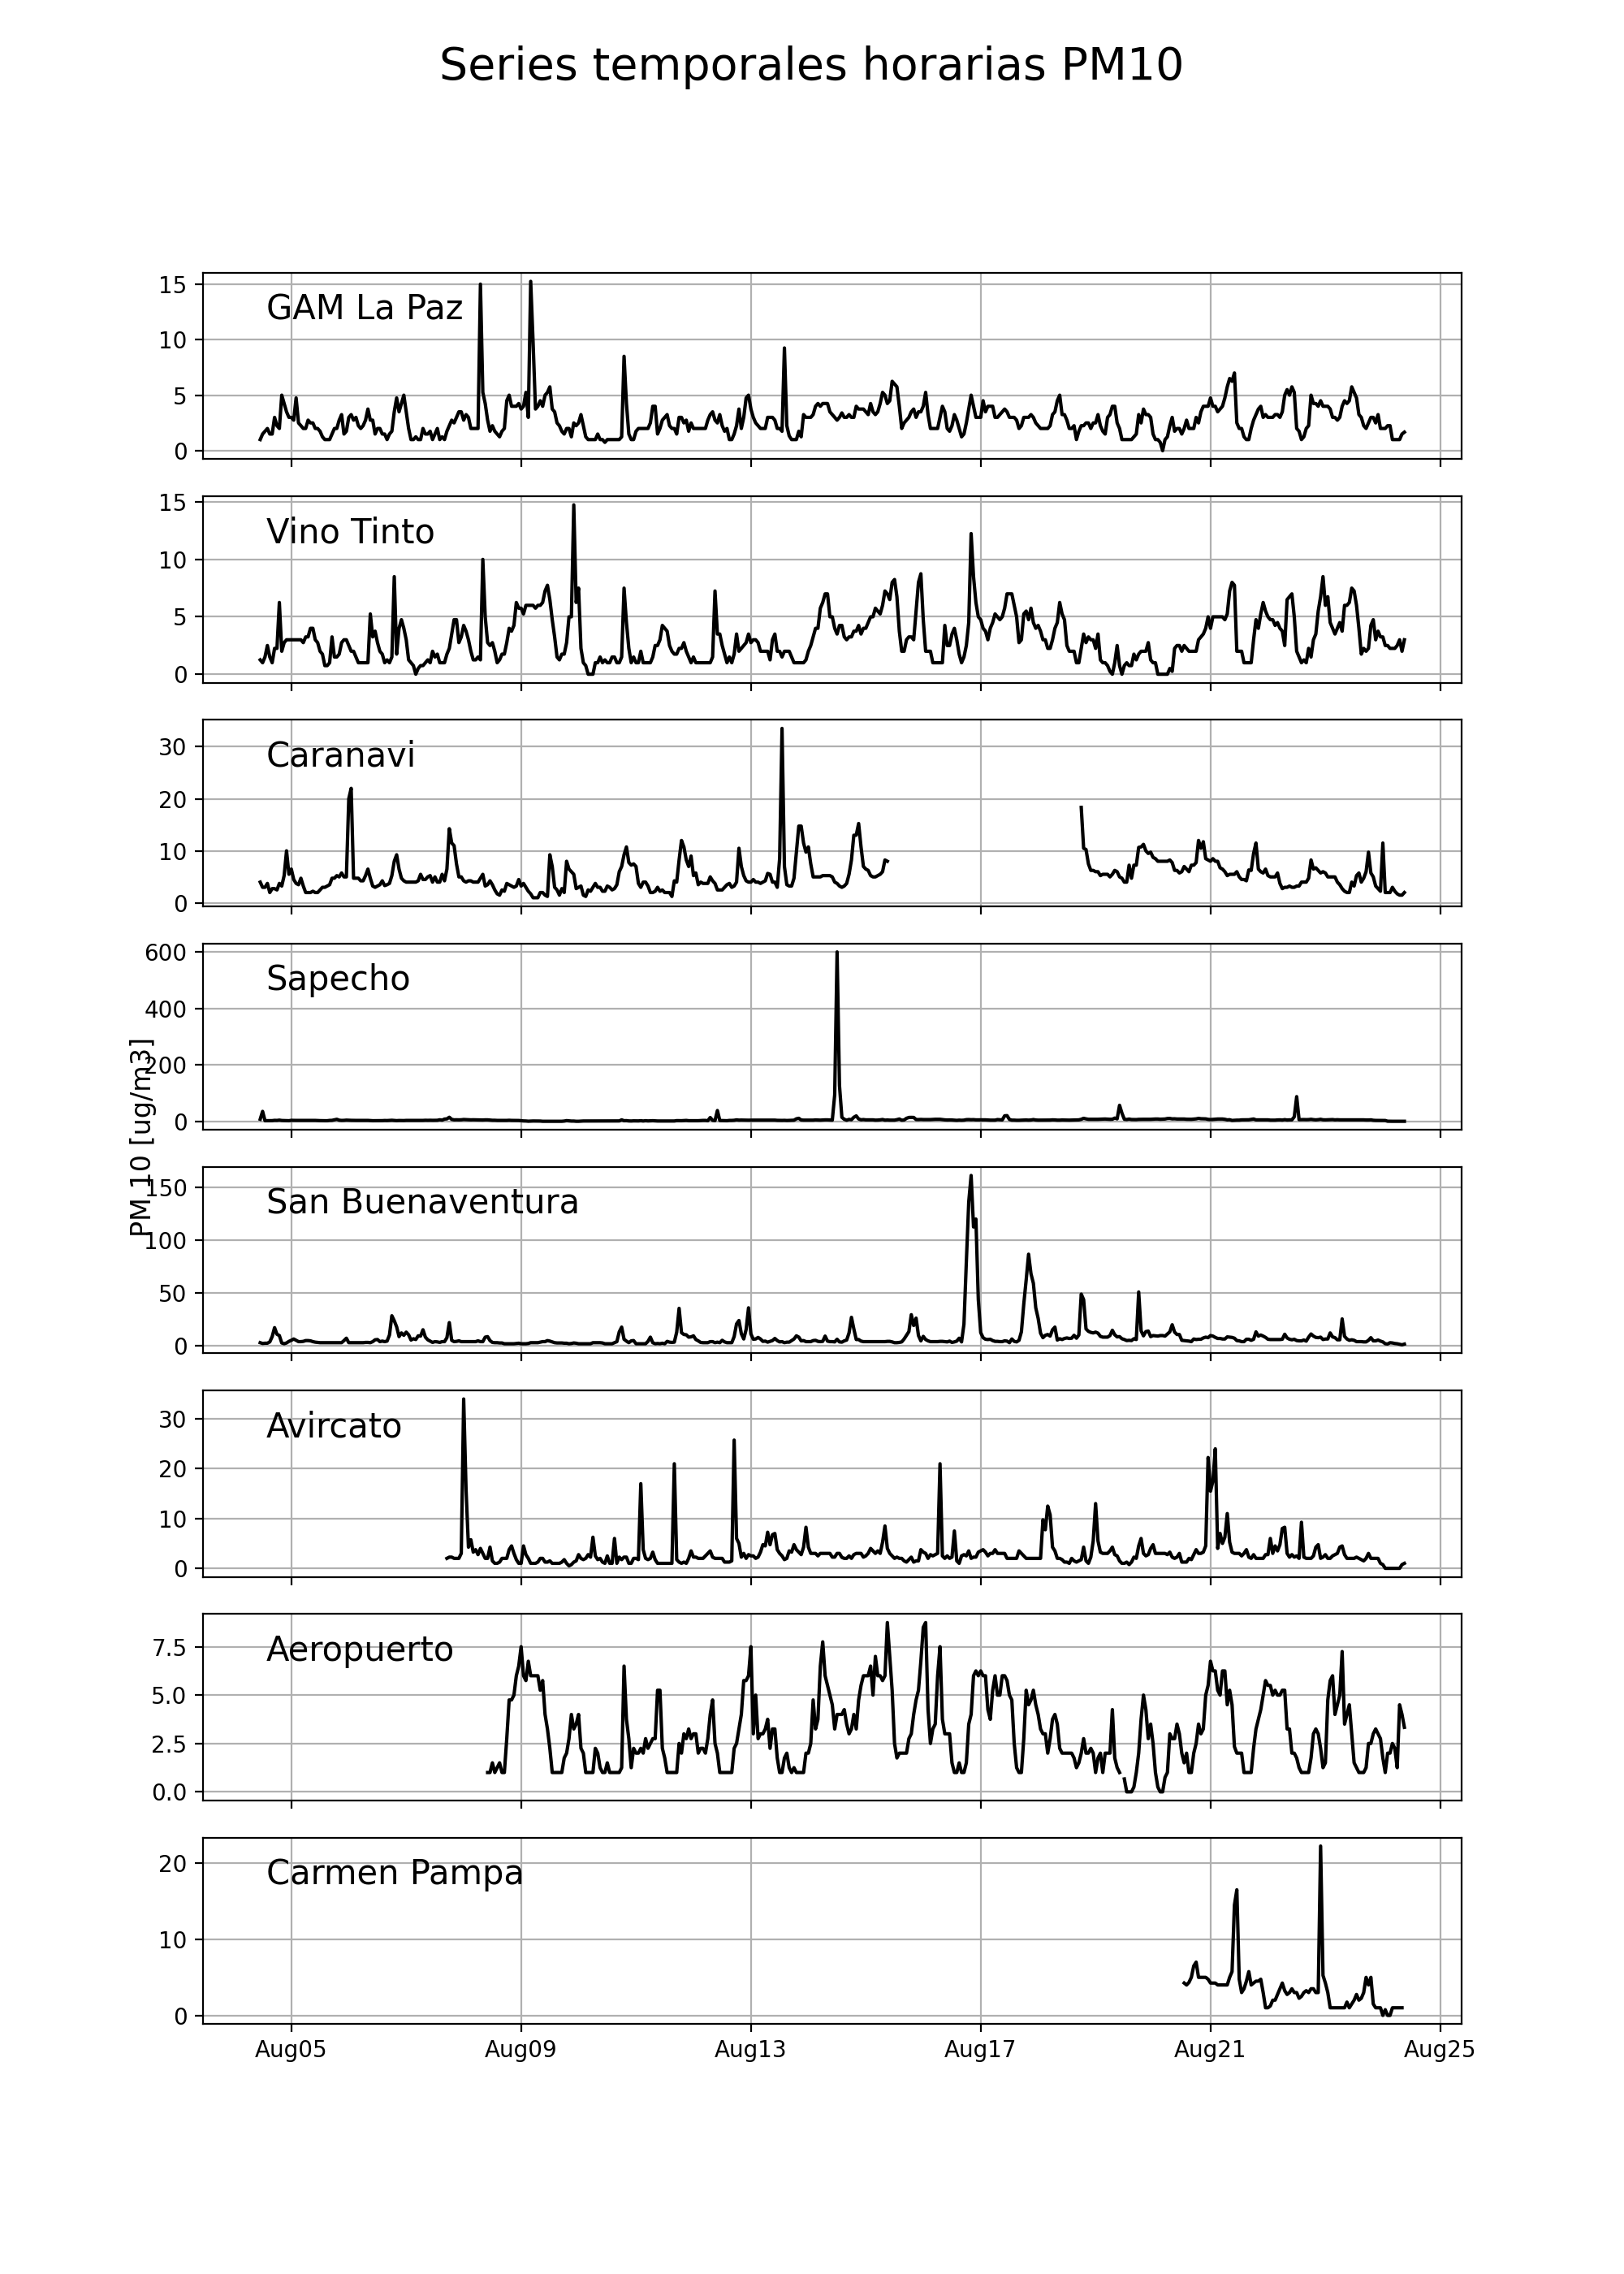 Series temporales horarias PM10
GAM La Paz
15
10
5
0
Vino Tinto
15
10
5
0
Caranavi
30
20
10
0
Sapecho
600
400
200
0
PM 10 [ug/m3]
San Buenaventura
150
100
50
0
Avircato
30
20
10
0
Aeropuerto
7.5
5.0
2.5
0.0
Carmen Pampa
20
10
0
Aug05 Aug09 Aug13 Aug17 Aug21 Aug25